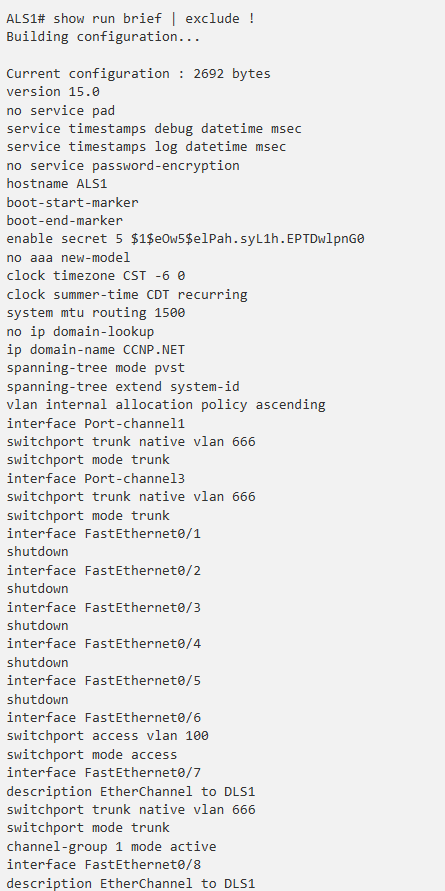 ALS1# show run brief | exclude !
Building configuration...
Current configuration : 2692 bytes
version 15.0
no service pad
service timestamps debug datetime msec
service timestamps log datetime msec
no service password-encryption
hostname ALS1
boot-start-marker
boot-end-marker
enable secret 5 $1$eOw5$elPah.syL1h.EPTDwlpnG0
no aaa new-model
clock timezone CST -6 0
clock summer-time CDT recurring
system mtu routing 1500
no ip domain-lookup
ip domain-name CCNP.NET
spanning-tree mode pvst
spanning-tree extend system-id
vlan internal allocation policy ascending
interface Port-channel1
switchport trunk native vlan 666
switchport mode trunk
interface Port-channel3
switchport trunk native vlan 666
switchport mode trunk
interface FastEthernet0/1
shutdown
interface FastEthernet0/2
shutdown
interface FastEthernet0/3
shutdown
interface FastEthernet0/4
shutdown
interface FastEthernet0/5
shutdown
interface FastEthernet0/6
switchport access vlan 100
switchport mode access
interface FastEthernet0/7
description EtherChannel to DLS1
switchport trunk native vlan 666
switchport mode trunk
channel-group 1 mode active
interface FastEthernet0/8
description EtherChannel to DLS1